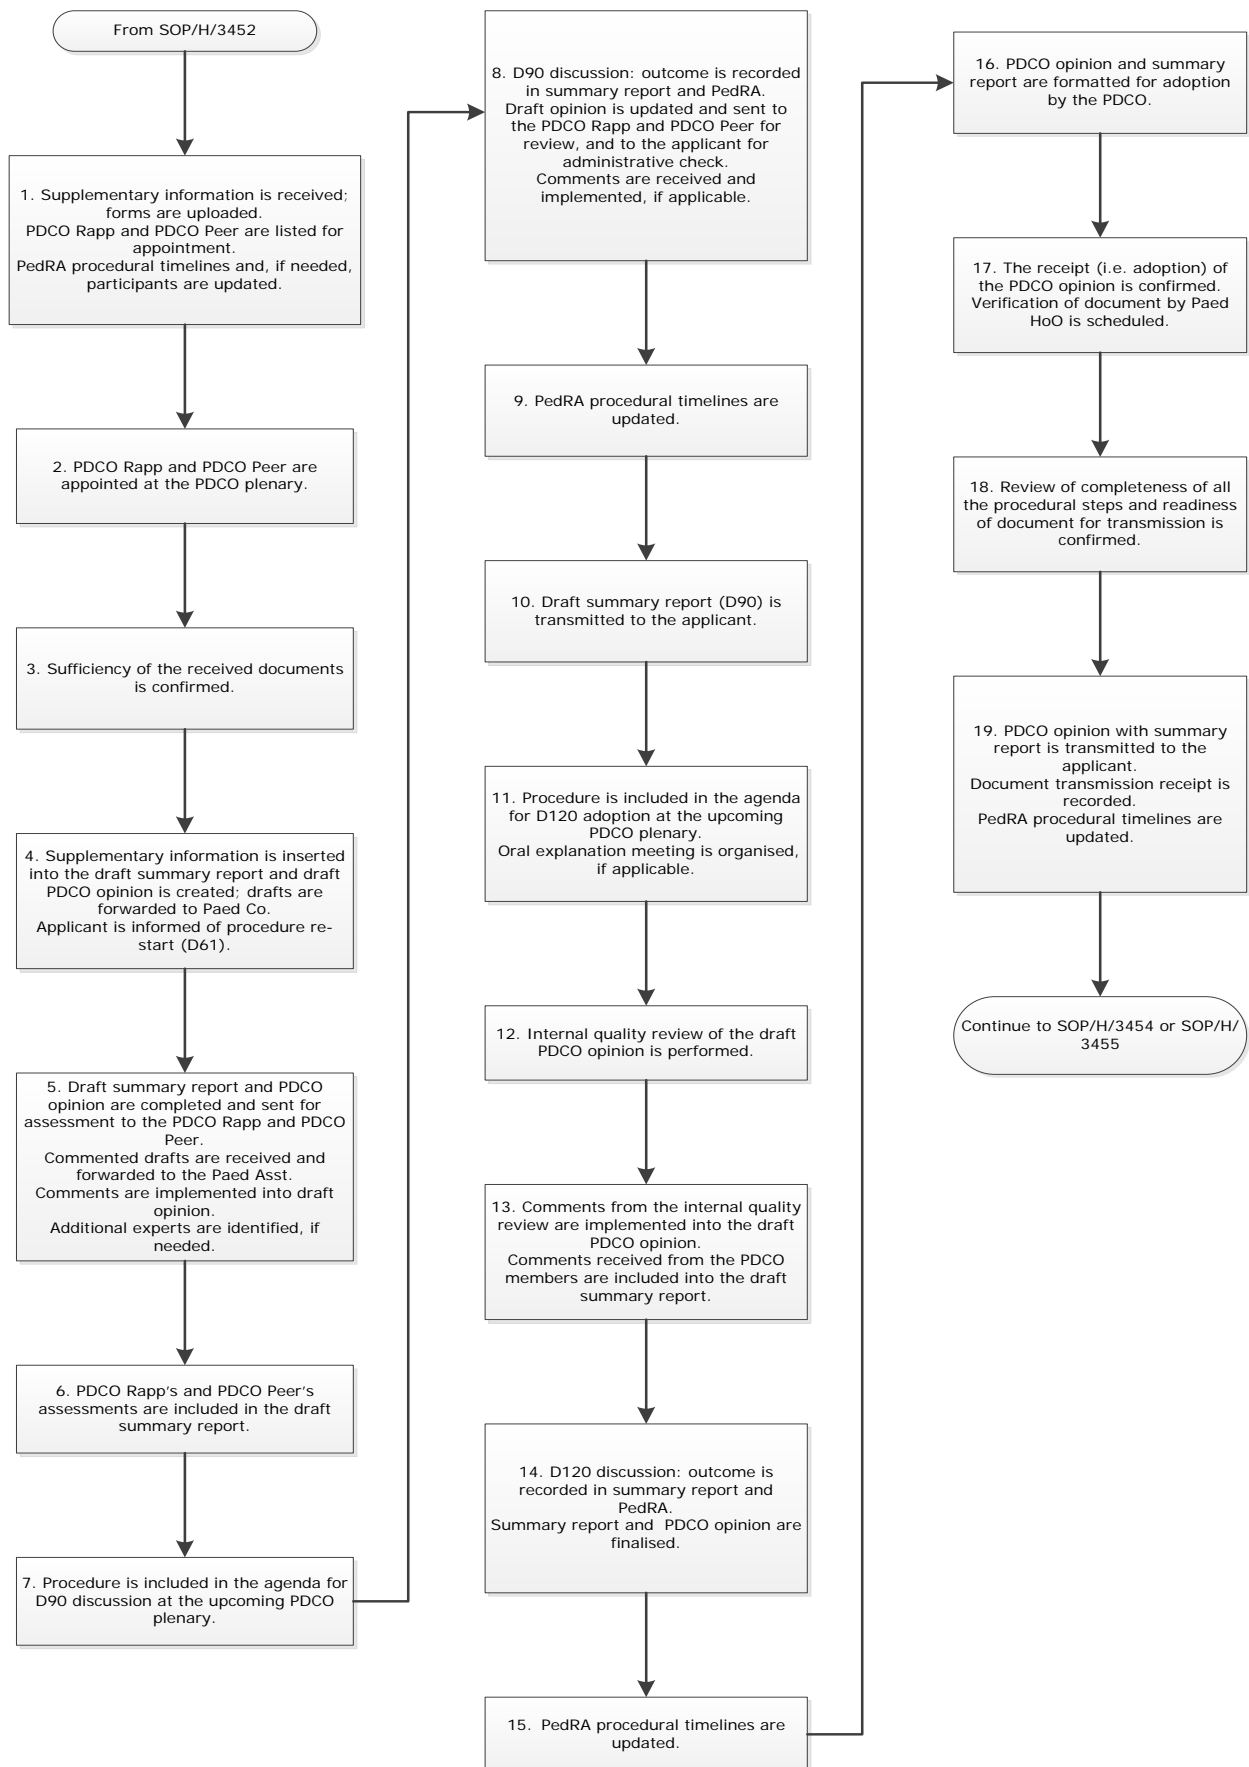 From SOP/H/3452
1. Supplementary information is received;
forms are uploaded.
PDCO Rapp and PDCO Peer are listed for
appointment.
PedRA procedural timelines and, if needed,
participants are updated.
2. PDCO Rapp and PDCO Peer are
appointed at the PDCO plenary.
3. Sufficiency of the received documents
is confirmed.
4. Supplementary information is inserted
into the draft summary report and draft
PDCO opinion is created; drafts are
forwarded to Paed Co.
Applicant is informed of procedure re-
start (D61).
5. Draft summary report and PDCO
opinion are completed and sent for
assessment to the PDCO Rapp and PDCO
Peer.
Commented drafts are received and
forwarded to the Paed Asst.
Comments are implemented into draft
opinion.
Additional experts are identified, if
needed.
6. PDCO Rapp's and PDCO Peer's
assessments are included in the draft
summary report.
7. Procedure is included in the agenda for
D90 discussion at the upcoming PDCO
plenary.
8. D90 discussion: outcome is recorded
in summary report and PedRA.
Draft opinion is updated and sent to
the PDCO Rapp and PDCO Peer for
review, and to the applicant for
administrative check.
Comments are received and
implemented, if applicable.
9. PedRA procedural timelines are
updated.
10. Draft summary report (D90) is
transmitted to the applicant.
11. Procedure is included in the agenda
for D120 adoption at the upcoming
PDCO plenary.
Oral explanation meeting is organised,
if applicable.
12. Internal quality review of the draft
PDCO opinion is performed.
13. Comments from the internal quality
review are implemented into the draft
PDCO opinion.
Comments received from the PDCO
members are included into the draft
summary report.
14. D120 discussion: outcome is
recorded in summary report and
PedRA.
Summary report and PDCO opinion are
finalised.
15. PedRA procedural timelines are
updated.
16. PDCO opinion and summary
report are formatted for adoption
by the PDCO.
17. The receipt (i.e. adoption) of
the PDCO opinion is confirmed.
Verification of document by Paed
HoO is scheduled.
18. Review of completeness of all
the procedural steps and readiness
of document for transmission is
confirmed.
19. PDCO opinion with summary
report is transmitted to the
applicant.
Document transmission receipt is
recorded.
PedRA procedural timelines are
updated.
Continue to SOP/H/3454 or SOP/H/
3455